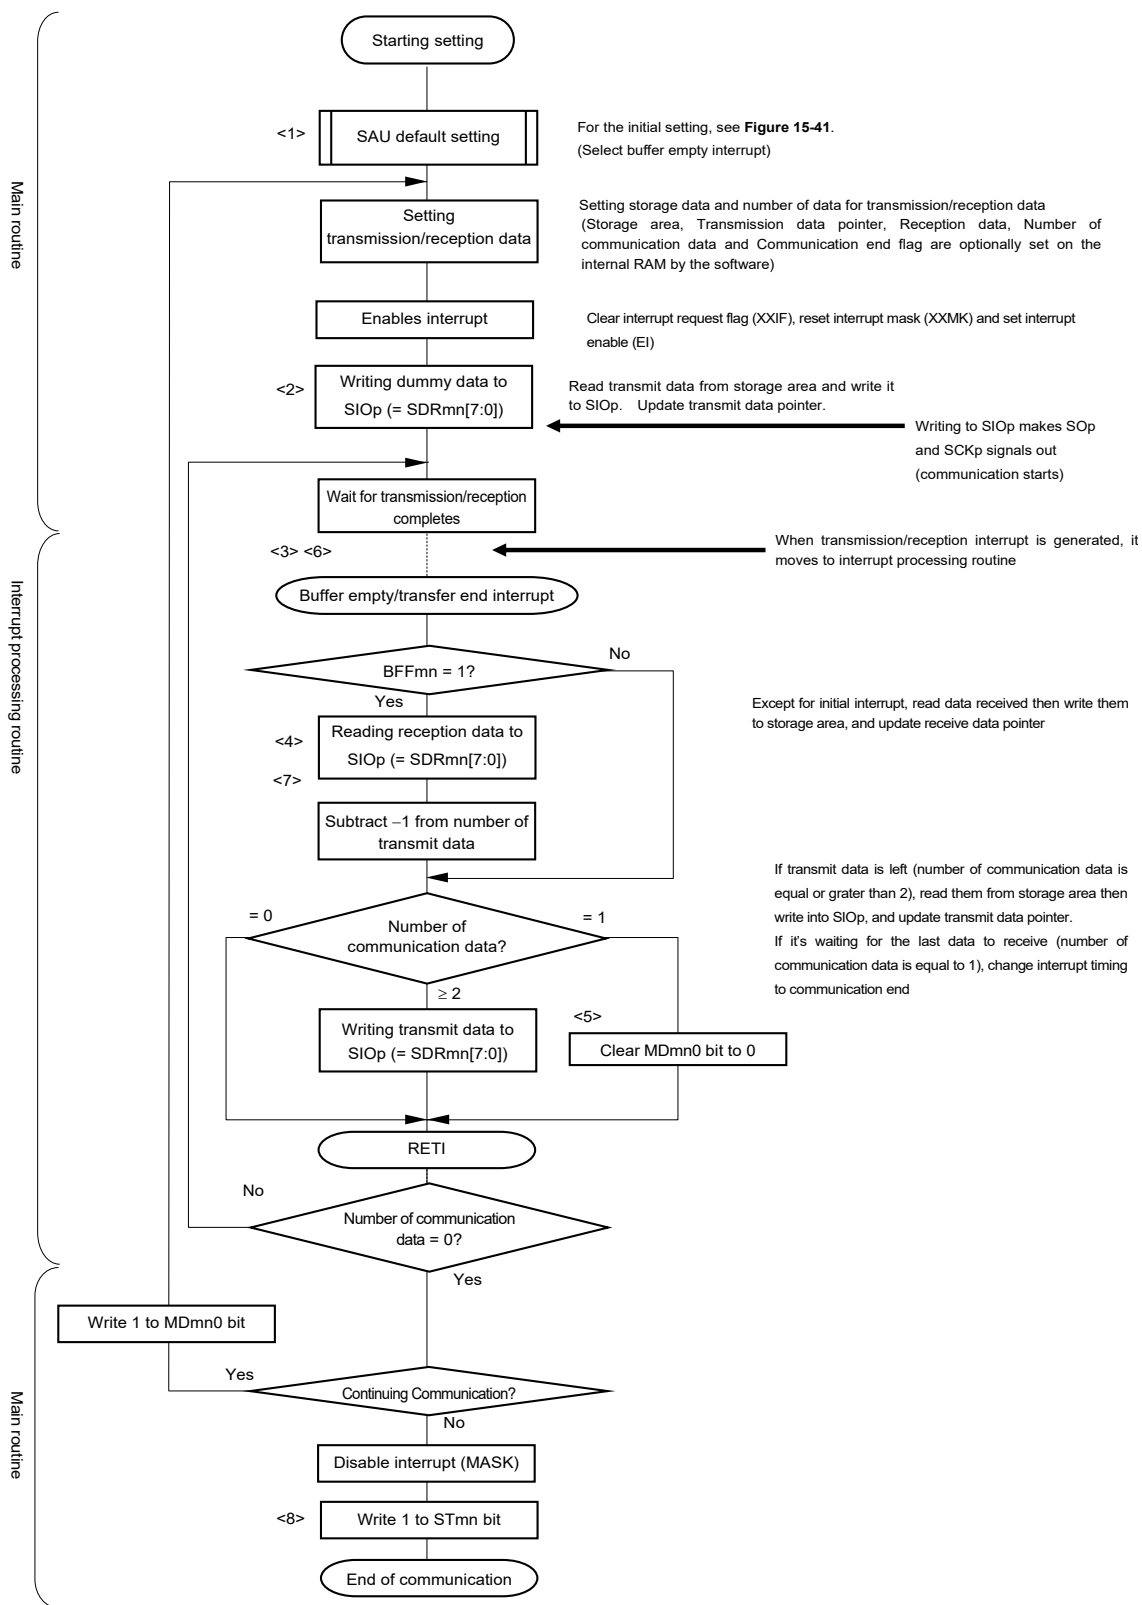 Starting setting
<1>
SAU default setting
For the initial setting, see Figure 15-41.
(Select buffer empty interrupt)
Main routine
Setting
transmission/reception data
Setting storage data and number of data for transmission/reception data
(Storage area, Transmission data pointer, Reception data, Number of
communication data and Communication end flag are optionally set on the
internal RAM by the software)
Enables interrupt
Clear interrupt request flag (XXIF), reset interrupt mask (XXMK) and set interrupt
enable (EI)
<2>
Writing dummy data to
SIOp (= SDRmn[7:0])
Read transmit data from storage area and write it
to SIOp. Update transmit data pointer.
Writing to SIOp makes SOp
and SCKp signals out
(communication starts)
Wait for transmission/reception
completes
<3> <6>
When transmission/reception interrupt is generated, it
moves to interrupt processing routine
Interrupt processing routine
Buffer empty/transfer end interrupt
BFFmn = 1?
No
Yes
Except for initial interrupt, read data received then write them
to storage area, and update receive data pointer
<4>
Reading reception data to
SIOp (= SDRmn[7:0])
<7>
Subtract −1 from number of
transmit data
If transmit data is left (number of communication data is
equal or grater than 2), read them from storage area then
write into SIOp, and update transmit data pointer.
If it's waiting for the last data to receive (number of
communication data is equal to 1), change interrupt timing
to communication end
= 0
Number of
communication data?
= 1
≥ 2
Writing transmit data to
SIOp (= SDRmn[7:0])
<5>
Clear MDmn0 bit to 0
RETI
No
Number of communication
data = 0?
Yes
Write 1 to MDmn0 bit
Main routine
Yes
Continuing Communication?
No
Disable interrupt (MASK)
<8>
Write 1 to STmn bit
End of communication